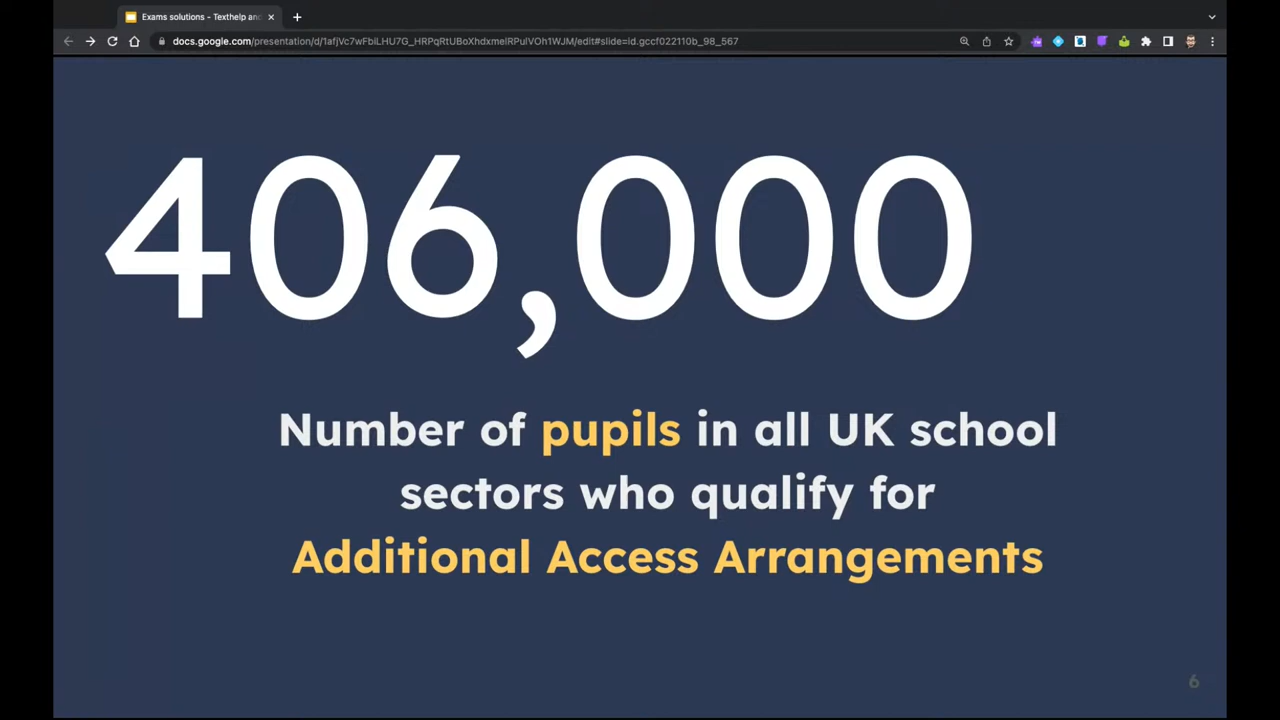 Exams solutions - Texthelp and
docs.google.com/presentation/d/1afjVc7wFbiLHU7G_HRPqRtUBoXhdxmelRPulVOh1WJM/edit#slide=id.gccf022110b_98_567
406,000
Number of pupils in all UK school
sectors who qualify for
Additional Access Arrangements
6